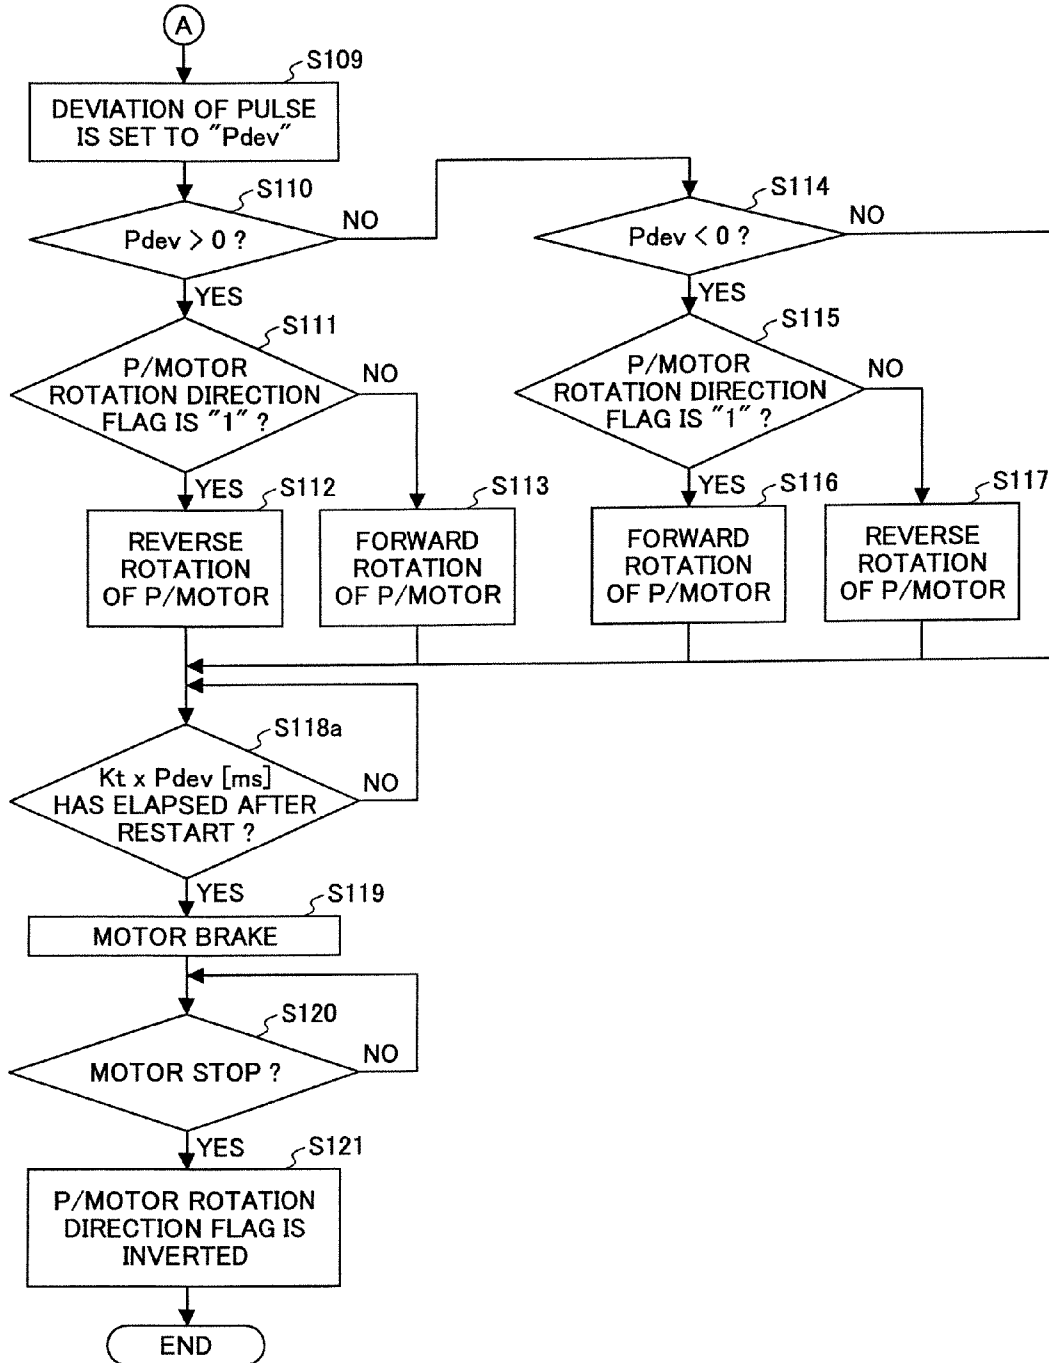 A
S109
DEVIATION OF PULSE
IS SET TO "Pdev"
S110
Pdev > 0 ?
NO
YES
S114
Pdev < 0 ?
NO
YES
S111
P/MOTOR
ROTATION DIRECTION
FLAG IS "1" ?
NO
YES
S115
P/MOTOR
ROTATION DIRECTION
FLAG IS "1" ?
NO
YES
S112
REVERSE
ROTATION
OF P/MOTOR
S113
FORWARD
ROTATION
OF P/MOTOR
S116
FORWARD
ROTATION
OF P/MOTOR
S117
REVERSE
ROTATION
OF P/MOTOR
S118a
Kt x Pdev [ms]
HAS ELAPSED AFTER
RESTART ?
NO
YES
S119
MOTOR BRAKE
S120
MOTOR STOP ?
NO
YES
S121
P/MOTOR ROTATION
DIRECTION FLAG IS
INVERTED
END